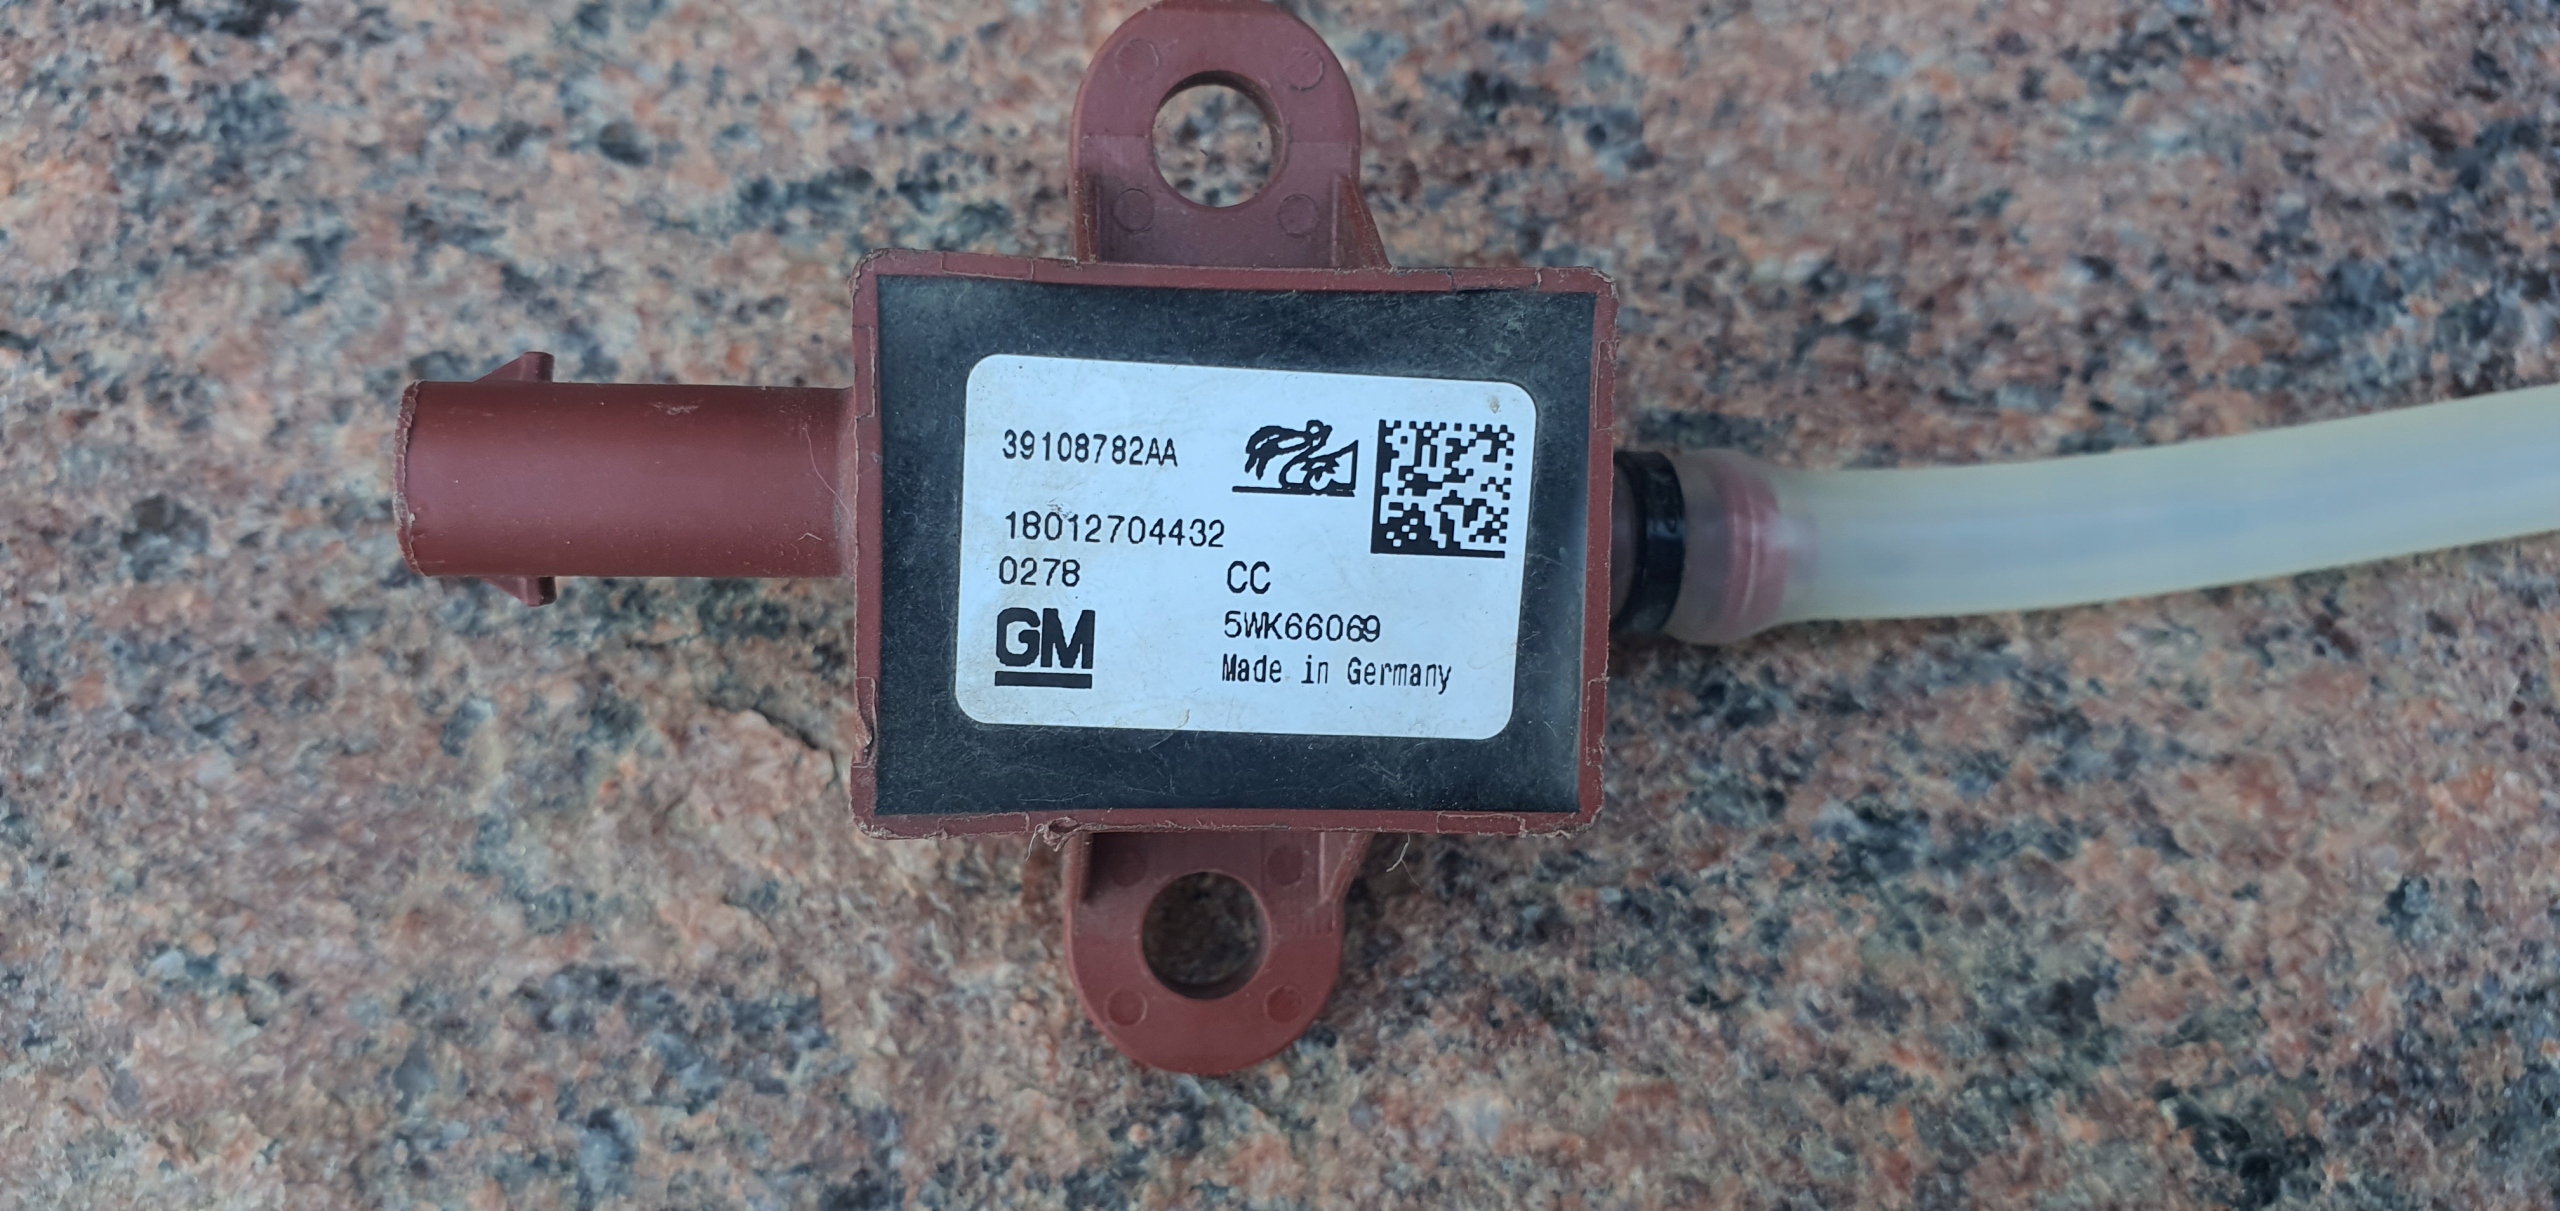 39108782AA
18012704432
0278 CC
GM 5WK66069
Made in Germany